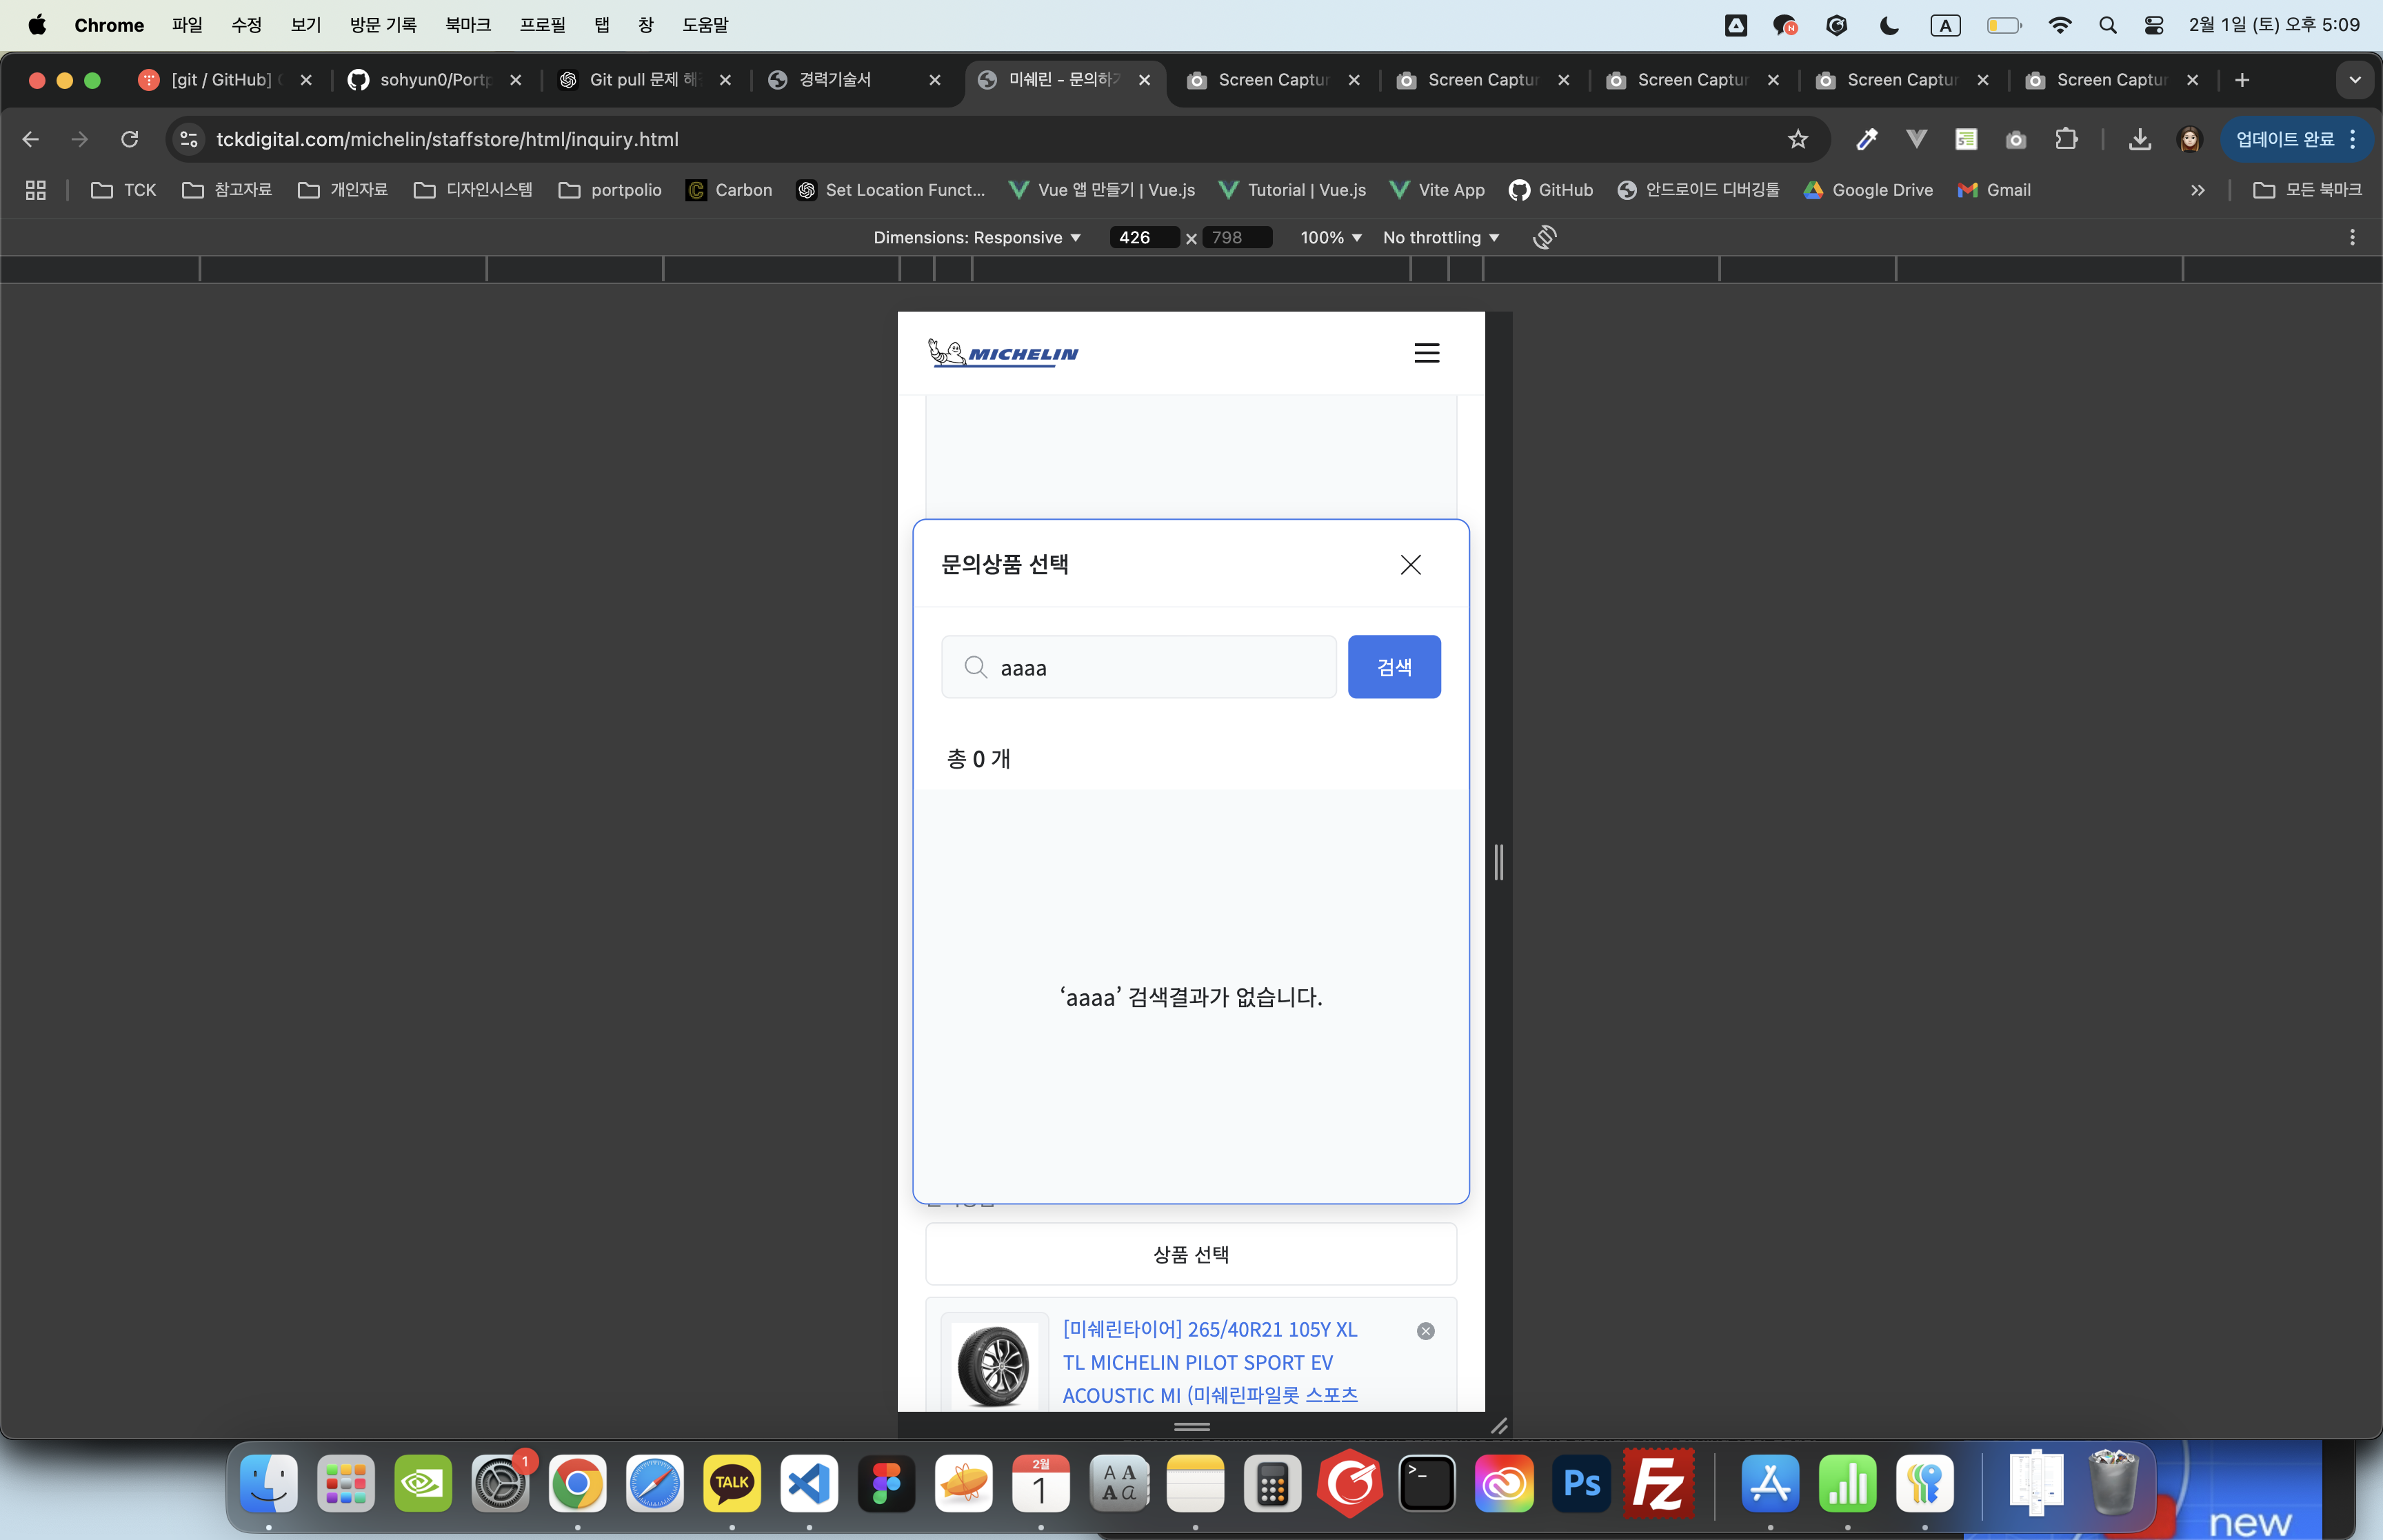 Chrome 파일 수정 보기 방문 기록 북마크 프로필 탭 창 도움말
N A 2월 1일 (토) 오후 5:09
[git / GitHub]
sohyun0/Portp
Git pull 문제 해
경력기술서
미쉐린 - 문의하기
Screen Captur
Screen Captur
Screen Captur
Screen Captur
Screen Captur
tckdigital.com/michelin/staffstore/html/inquiry.html
업데이트 완료
TCK 참고자료 개인자료 디자인시스템 portpolio Carbon Set Location Funct... Vue 앱 만들기 | Vue.js Tutorial | Vue.js Vite App GitHub 안드로이드 디버깅툴 Google Drive Gmail 모든 북마크
Dimensions: Responsive 426 x 798 100% No throttling
MICHELIN
문의상품 선택
aaaa
검색
총 0 개
‘aaaa’ 검색결과가 없습니다.
상품 선택
[미쉐린타이어] 265/40R21 105Y XL
TL MICHELIN PILOT SPORT EV
ACOUSTIC MI (미쉐린파일롯 스포츠
1
TALK
2월
1
A A A
A A a
>_
Ps
Fz
new